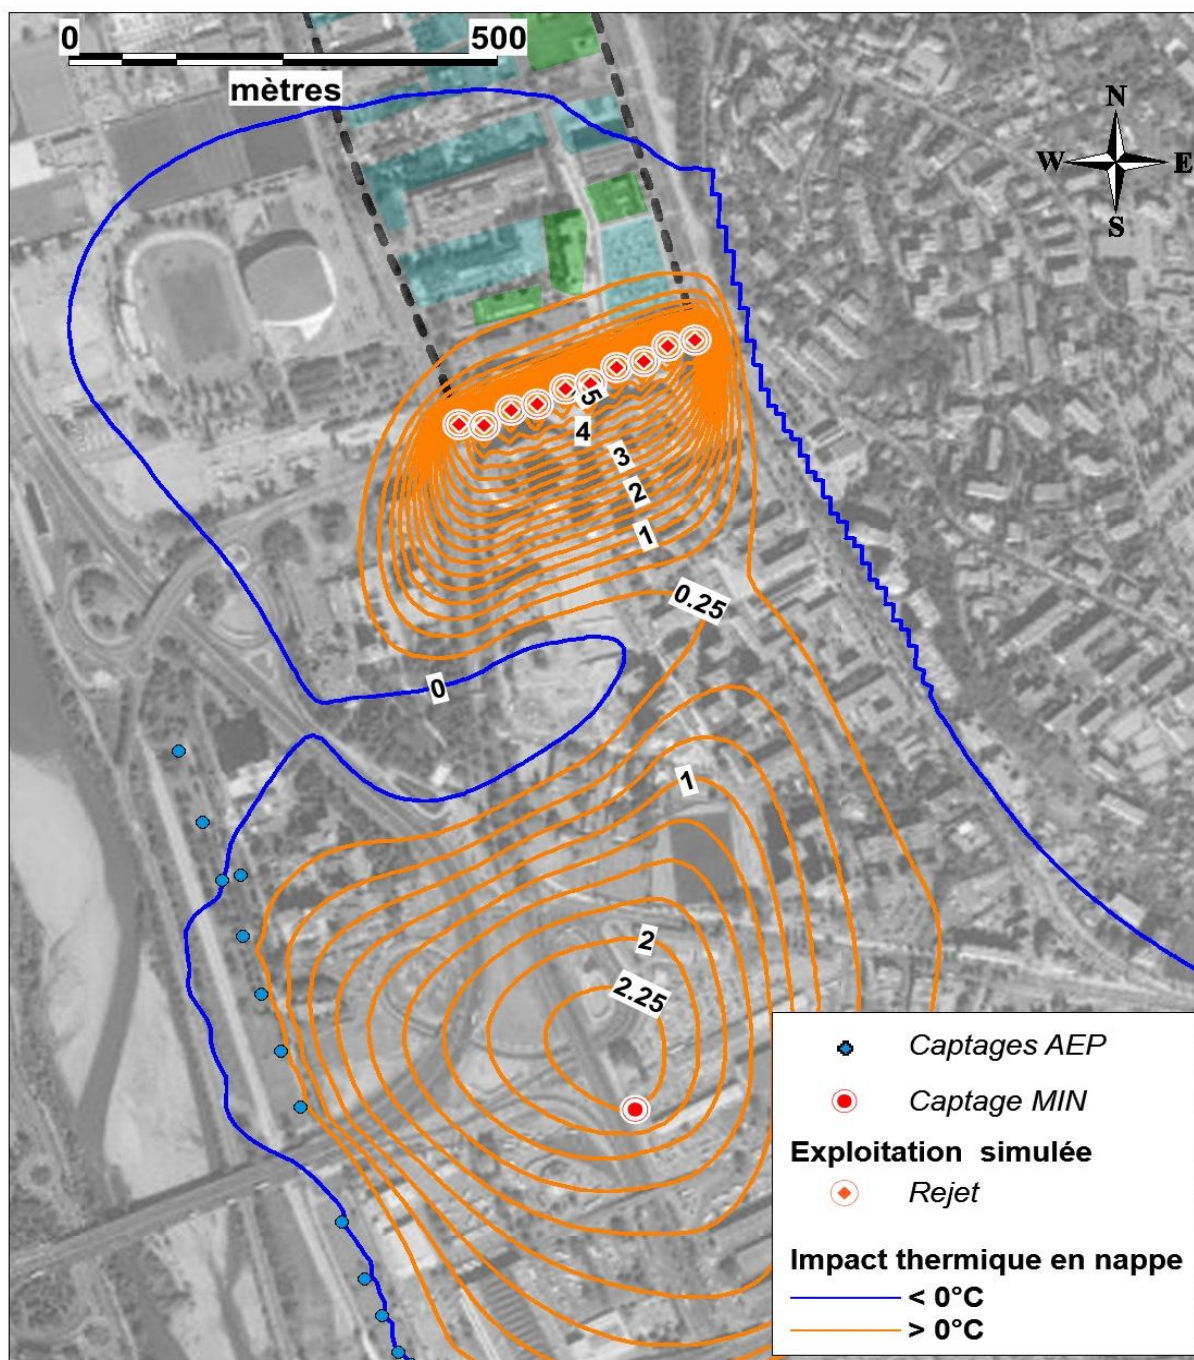 0 500
mètres
N
W E
S
5
4
3
2
1
0.25
0
1
2
2.25
Captages AEP
Captage MIN
Exploitation simulée
Rejet
Impact thermique en nappe
< 0°C
> 0°C